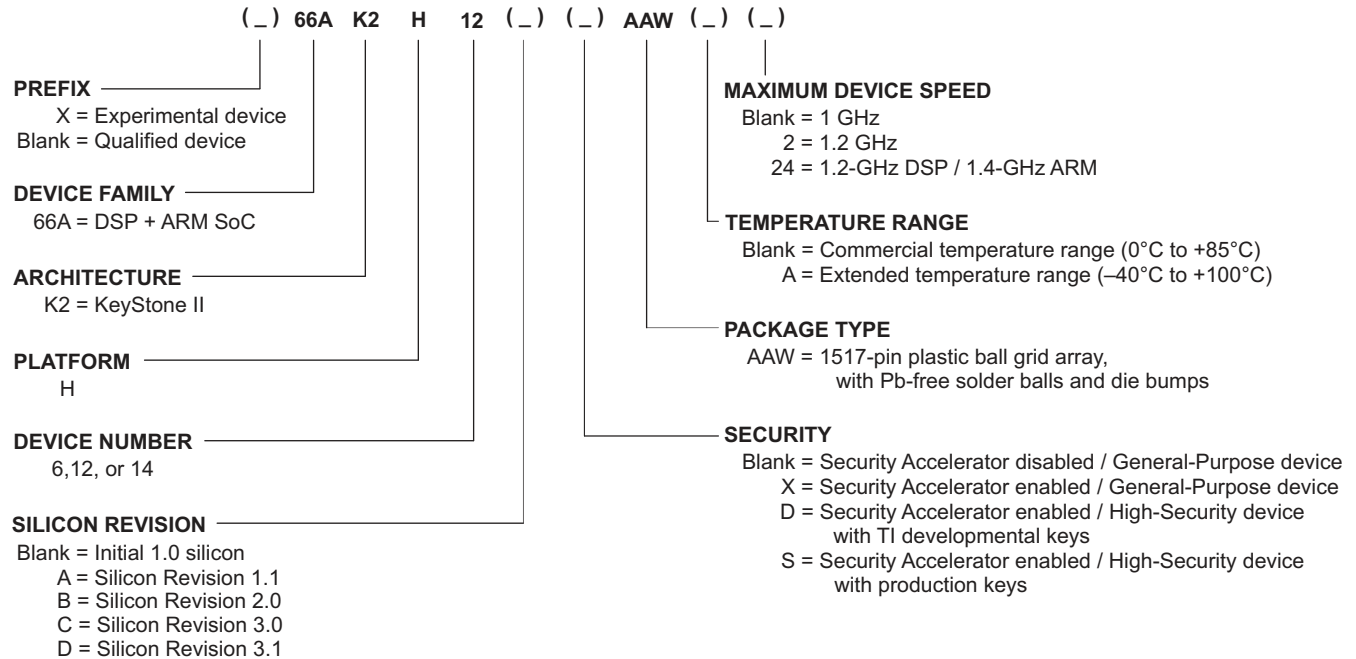 ( _ ) 66A K2 H 12 ( _ ) ( _ ) AAW ( _ ) ( _ )
PREFIX
X = Experimental device
Blank = Qualified device
DEVICE FAMILY
66A = DSP + ARM SoC
ARCHITECTURE
K2 = KeyStone II
PLATFORM
H
DEVICE NUMBER
6,12, or 14
SILICON REVISION
Blank = Initial 1.0 silicon
A = Silicon Revision 1.1
B = Silicon Revision 2.0
C = Silicon Revision 3.0
D = Silicon Revision 3.1
MAXIMUM DEVICE SPEED
Blank = 1 GHz
2 = 1.2 GHz
24 = 1.2-GHz DSP / 1.4-GHz ARM
TEMPERATURE RANGE
Blank = Commercial temperature range (0°C to +85°C)
A = Extended temperature range (–40°C to +100°C)
PACKAGE TYPE
AAW = 1517-pin plastic ball grid array,
with Pb-free solder balls and die bumps
SECURITY
Blank = Security Accelerator disabled / General-Purpose device
X = Security Accelerator enabled / General-Purpose device
D = Security Accelerator enabled / High-Security device
with TI developmental keys
S = Security Accelerator enabled / High-Security device
with production keys